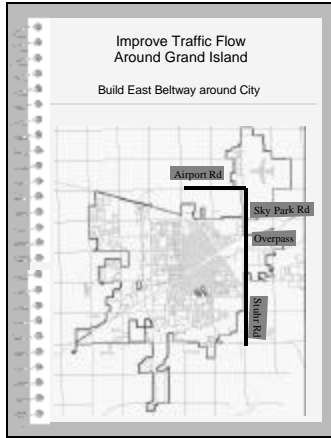 Improve Traffic Flow
Around Grand Island
Build East Beltway around City
Airport Rd
Sky Park Rd
Overpass
Stuhr Rd